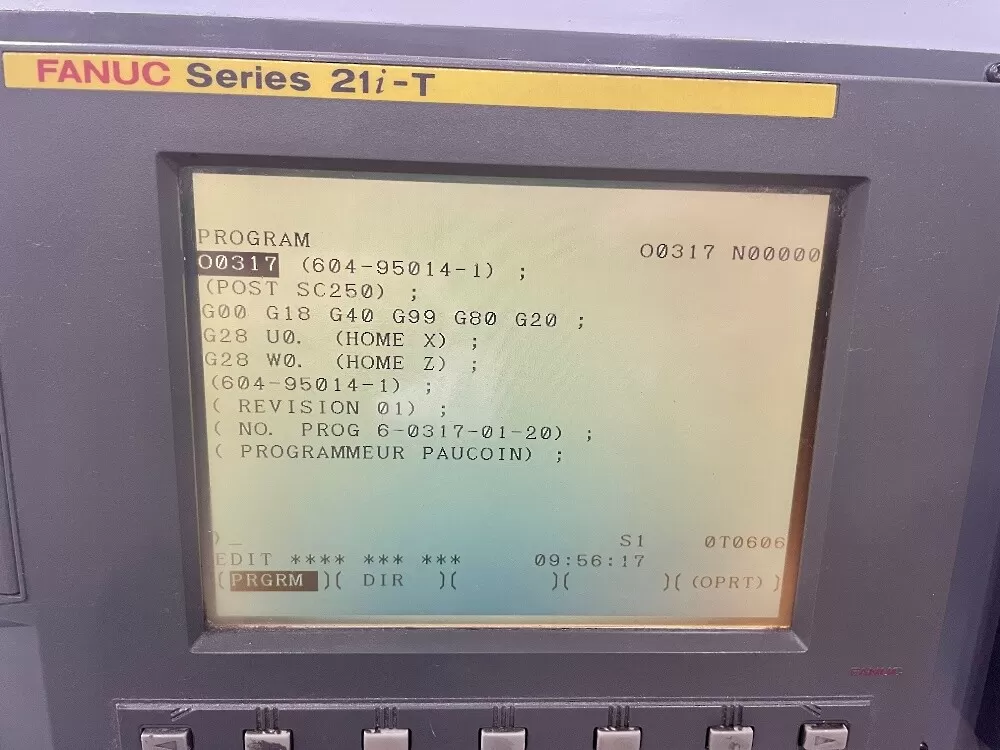 FANUC Series 21i-T
PROGRAM
O0317 N00000
O0317 (604-95014-1) ;
(POST SC250) ;
G00 G18 G40 G99 G80 G20 ;
G28 U0. (HOME X) ;
G28 W0. (HOME Z) ;
(604-95014-1) ;
( REVISION 01) ;
( NO. PROG 6-0317-01-20) ;
( PROGRAMMEUR PAUCOIN) ;
)_
S1 0T0606
EDIT **** *** *** 09:56:17
(PRGRM )( DIR )( )( )( (OPRT) )
FANUC